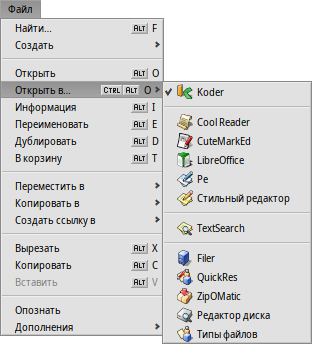 Файл
Найти... ALT F
Создать
Открыть ALT O
Открыть в... CTRL ALT O
Koder
Информация ALT I
Переименовать ALT E
Cool Reader
Дублировать ALT D
CuteMarkEd
В корзину ALT T
LibreOffice
Pe
Переместить в
Стильный редактор
Копировать в
Создать ссылку в
TextSearch
Вырезать ALT X
Filer
Копировать ALT C
QuickRes
Вставить ALT V
ZipOMatic
Опознать
Редактор диска
Дополнения
Типы файлов